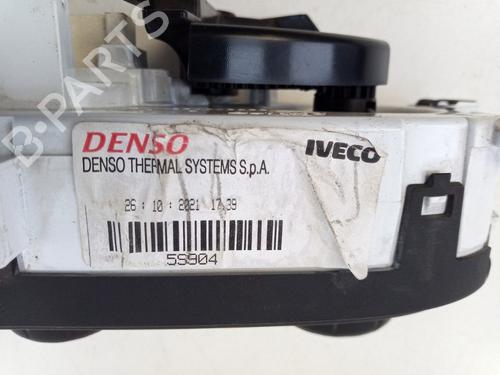 DENSO
IVECO
DENSO THERMAL SYSTEMS S.p.A.
26 : 10 : 2021 17:39
5S904
B-PARTS